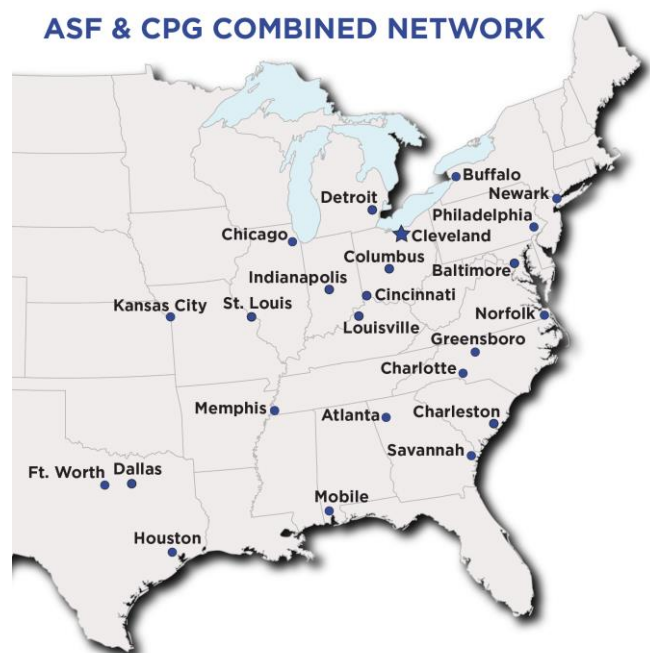 ASF & CPG COMBINED NETWORK
Buffalo
Newark
Detroit
Philadelphia
Chicago
Cleveland
Columbus
Baltimore
Indianapolis
Cincinnati
Kansas City
St. Louis
Norfolk
Louisville
Greensboro
Charlotte
Memphis
Atlanta
Charleston
Savannah
Ft. Worth
Dallas
Mobile
Houston